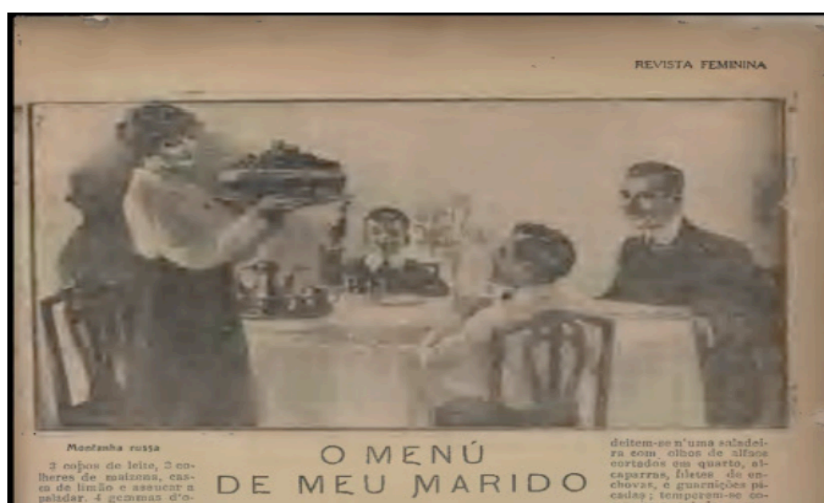 REVISTA FEMININA
Montanha russa
2 copos de leite, 2 co-
lheres de maizena, cas-
ca de limão e assucar a
paladar. 4 gemmas d'o-
O MENÚ
DE MEU MARIDO
deitem-se n'uma saladei-
ra com olhos de alface
cortados em quarto, al-
caparras, filetes de en-
chovas, e guarnições pi-
cadas; temperem-se co-